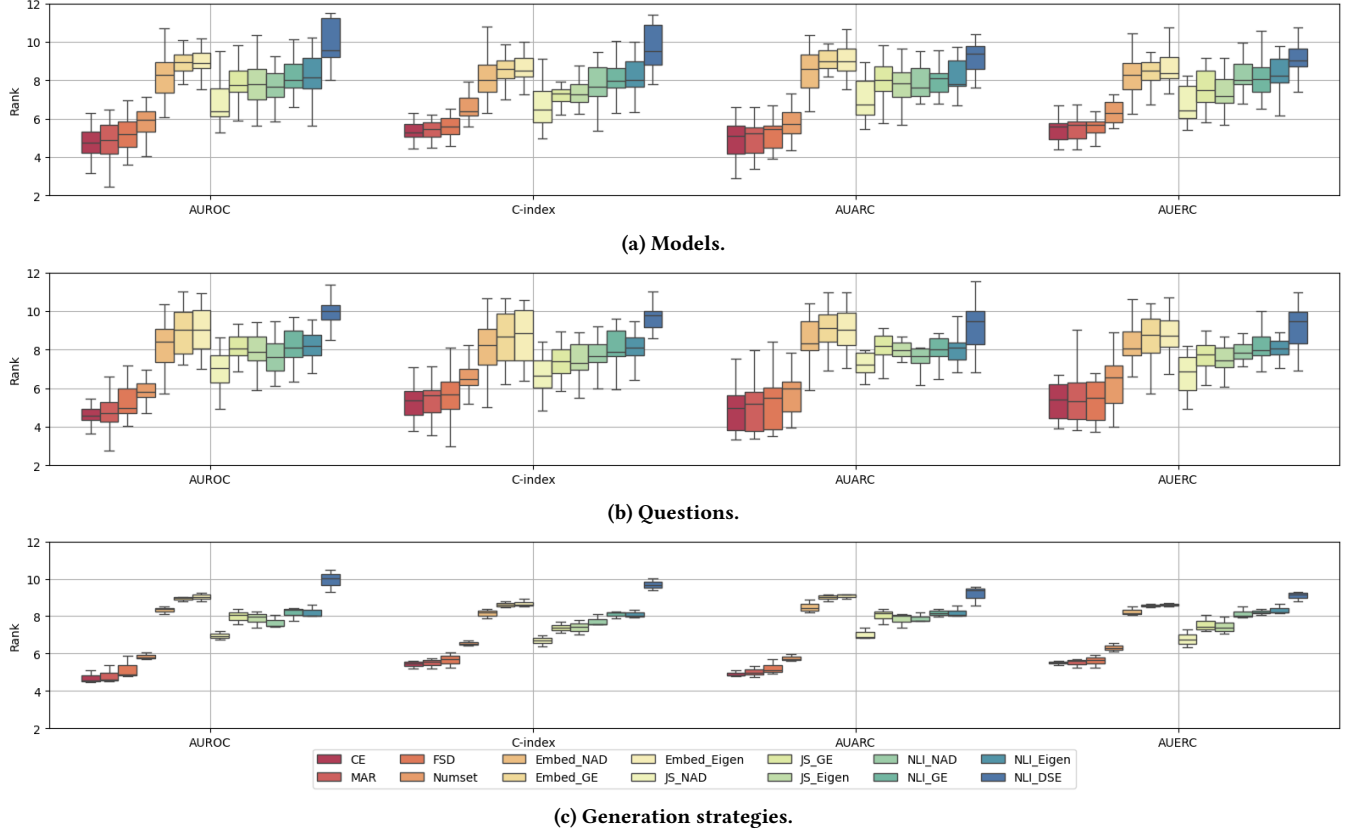 12
10
8
6
4
2
Rank
AUROC C-index AUARC AUERC
(a) Models.
12
10
8
6
4
2
Rank
AUROC C-index AUARC AUERC
(b) Questions.
12
10
8
6
4
2
Rank
AUROC C-index AUARC AUERC
CE FSD Embed_NAD Embed_Eigen JS_GE NLI_NAD NLI_Eigen
MAR Numset Embed_GE JS_NAD JS_Eigen NLI_GE NLI_DSE
(c) Generation strategies.